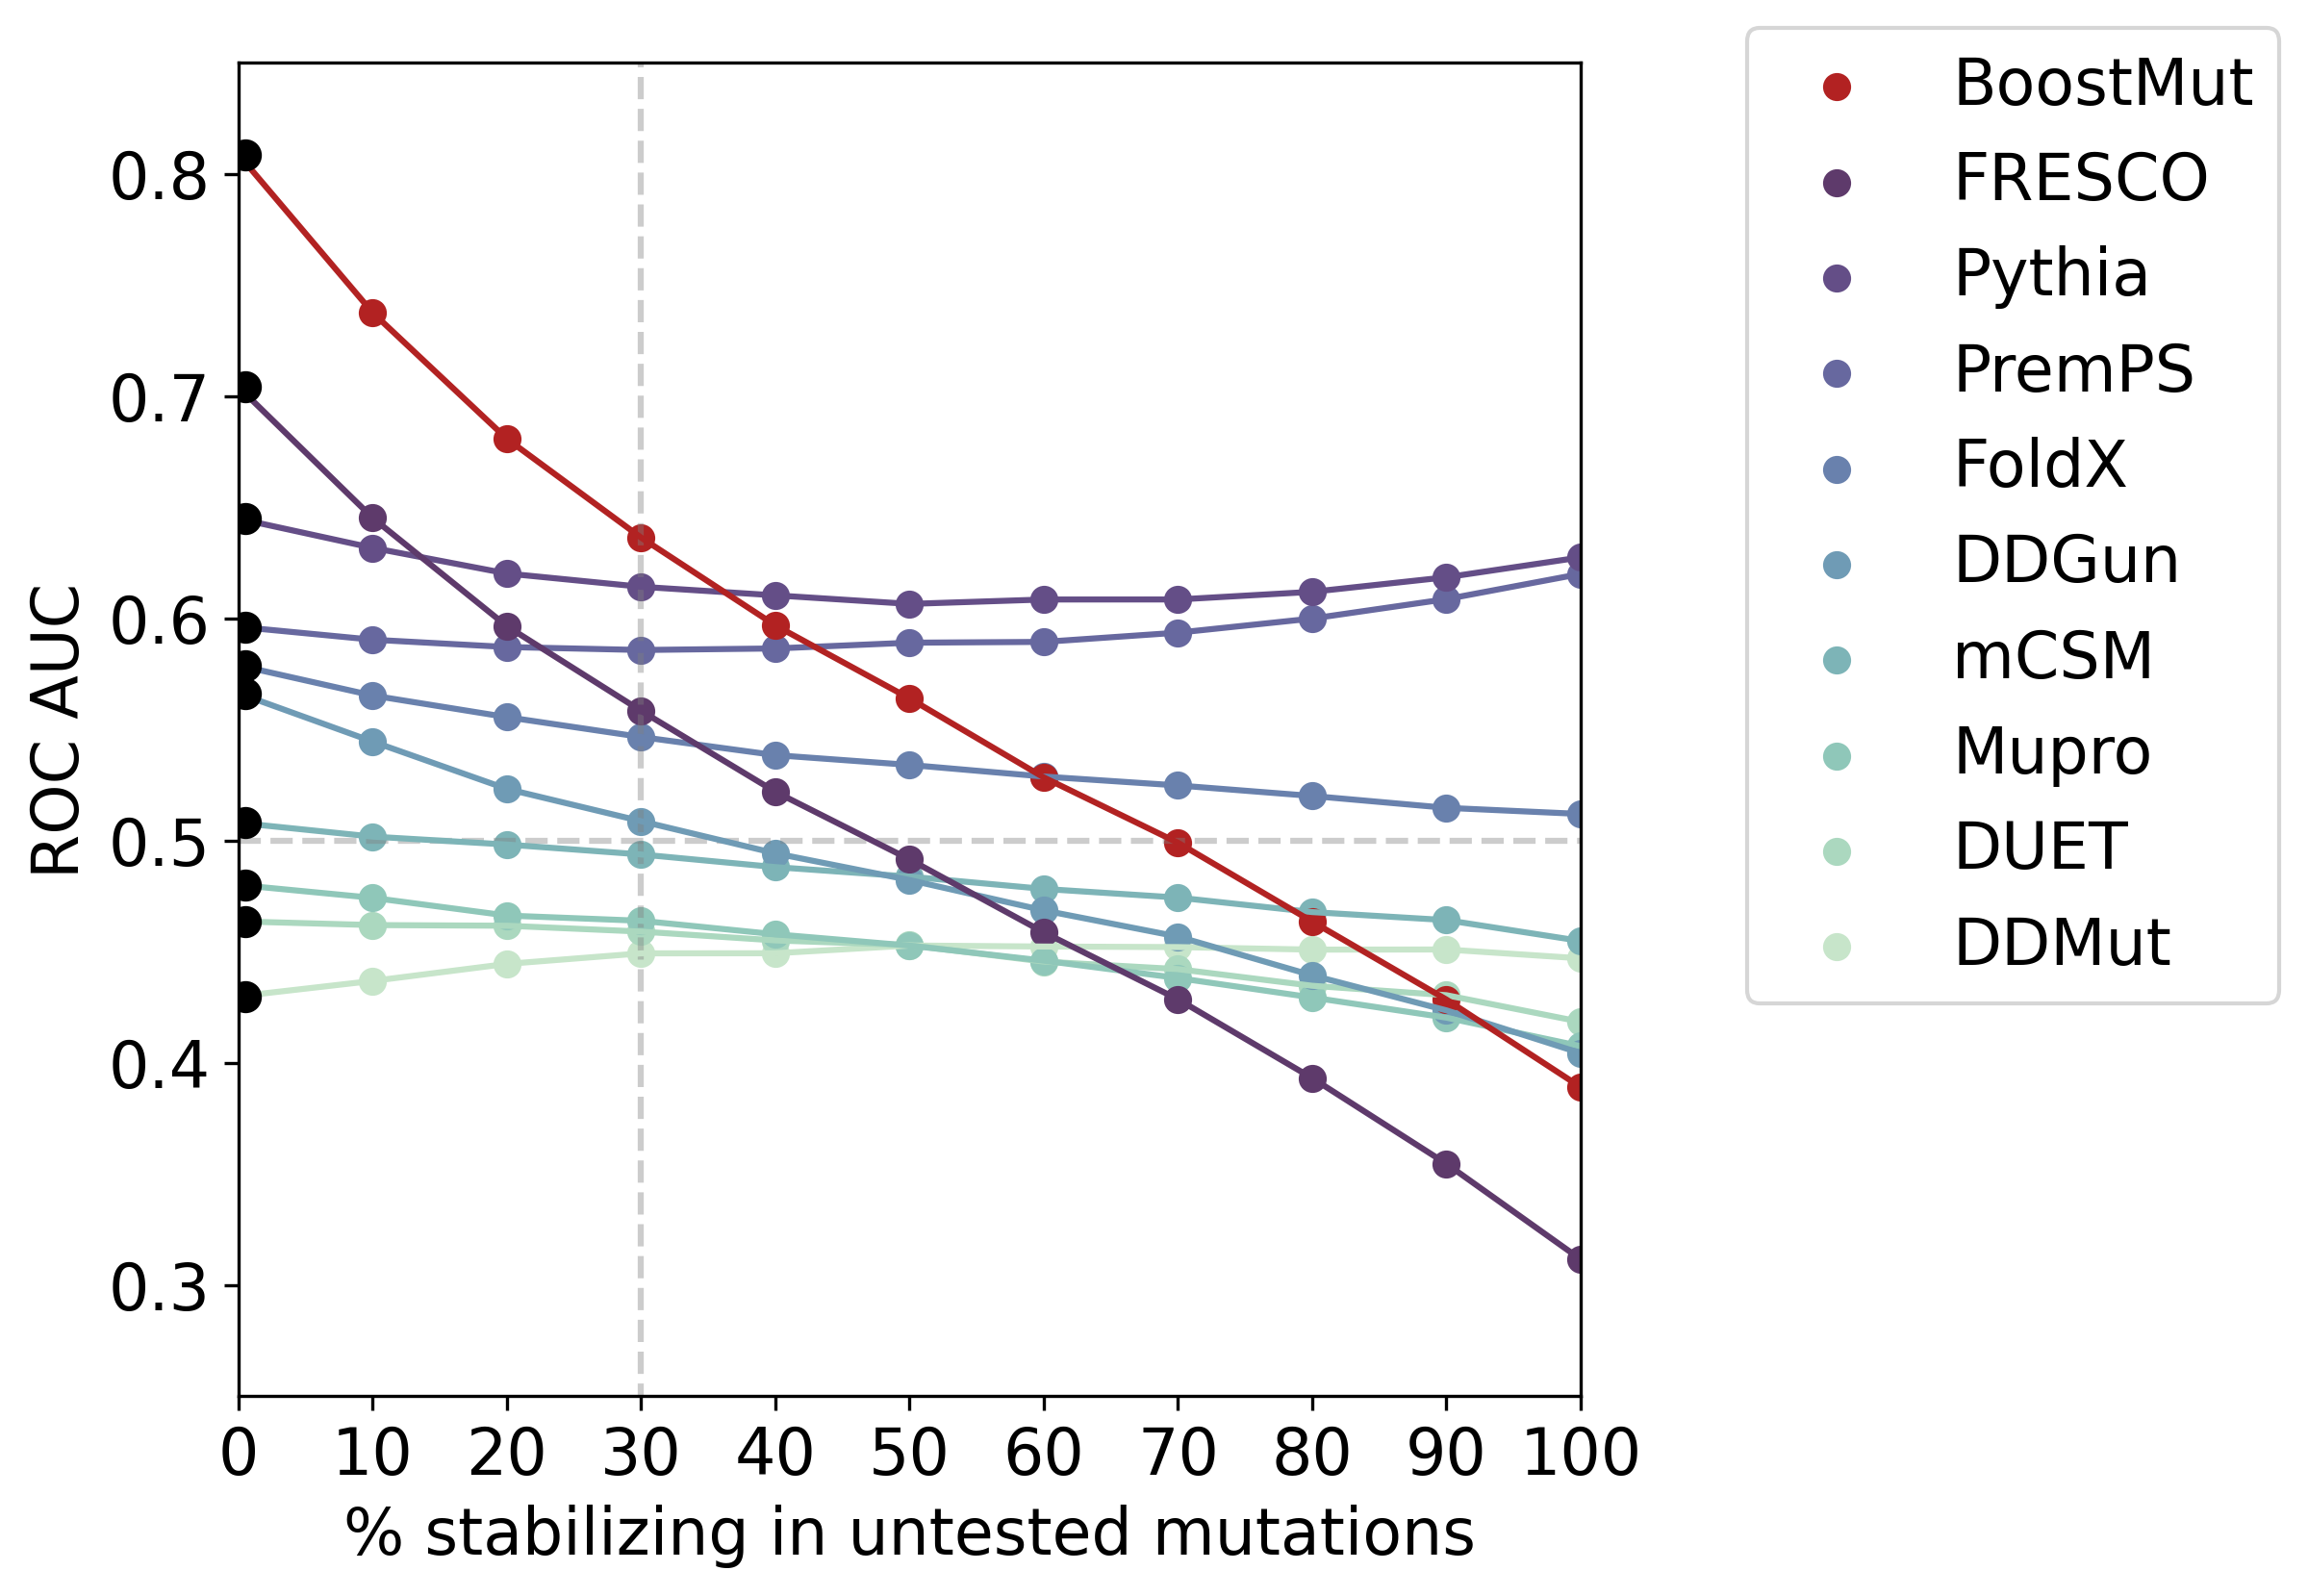 ROC AUC
0.8
0.7
0.6
0.5
0.4
0.3
0 10 20 30 40 50 60 70 80 90 100
% stabilizing in untested mutations
BoostMut
FRESCO
Pythia
PremPS
FoldX
DDGun
mCSM
Mupro
DUET
DDMut